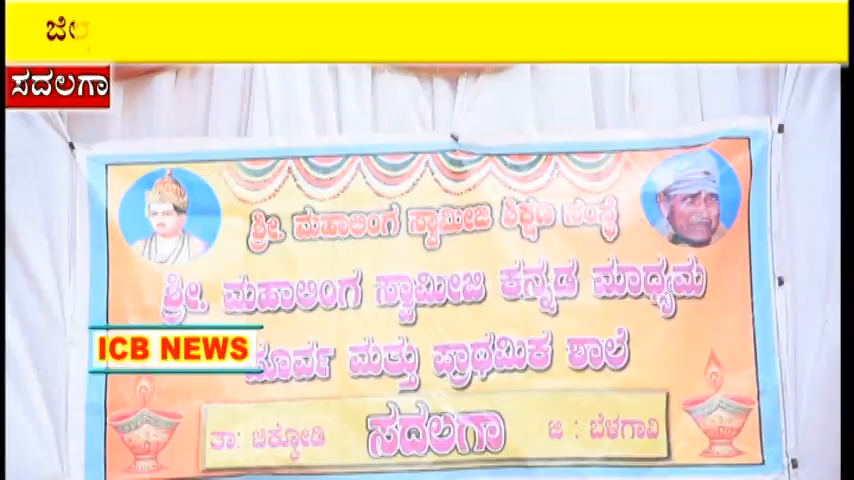 ಜಿಲ್
ಸದಲಗಾ
ಶ್ರೀ. ಮಹಾಲಿಂಗ ಸ್ವಾಮೀಜಿ ಶಿಕ್ಷಣ ಸಂಸ್ಥೆ
ಶ್ರೀ. ಮಹಾಲಿಂಗ ಸ್ವಾಮೀಜಿ ಕನ್ನಡ ಮಾಧ್ಯಮ
ICB NEWS
ಪೂರ್ವ ಮತ್ತು ಪ್ರಾಥಮಿಕ ಶಾಲೆ
ತಾ: ಚಿಕ್ಕೋಡಿ ಸದಲಗಾ ಜಿ : ಬೆಳಗಾವಿ